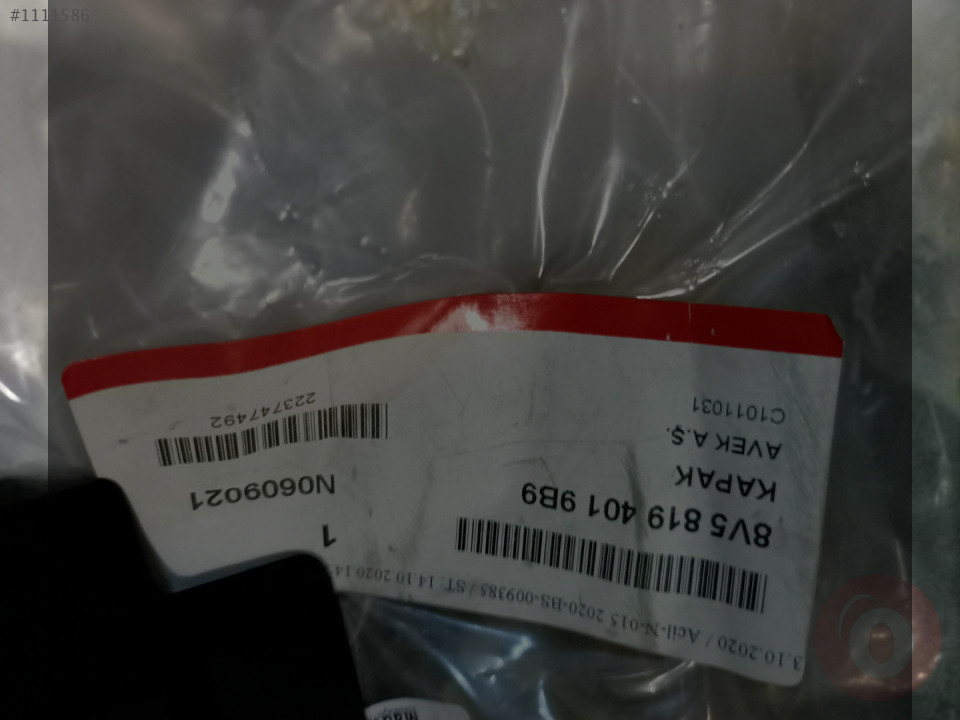 #1111586
3.10.2020 / Acil-N-015 2020-BS-009385 / ST: 14.10.2020 14
8V5 819 401 9B9
1
KAPAK
N0609021
AVEK A.Ş.
C1011031
223747492